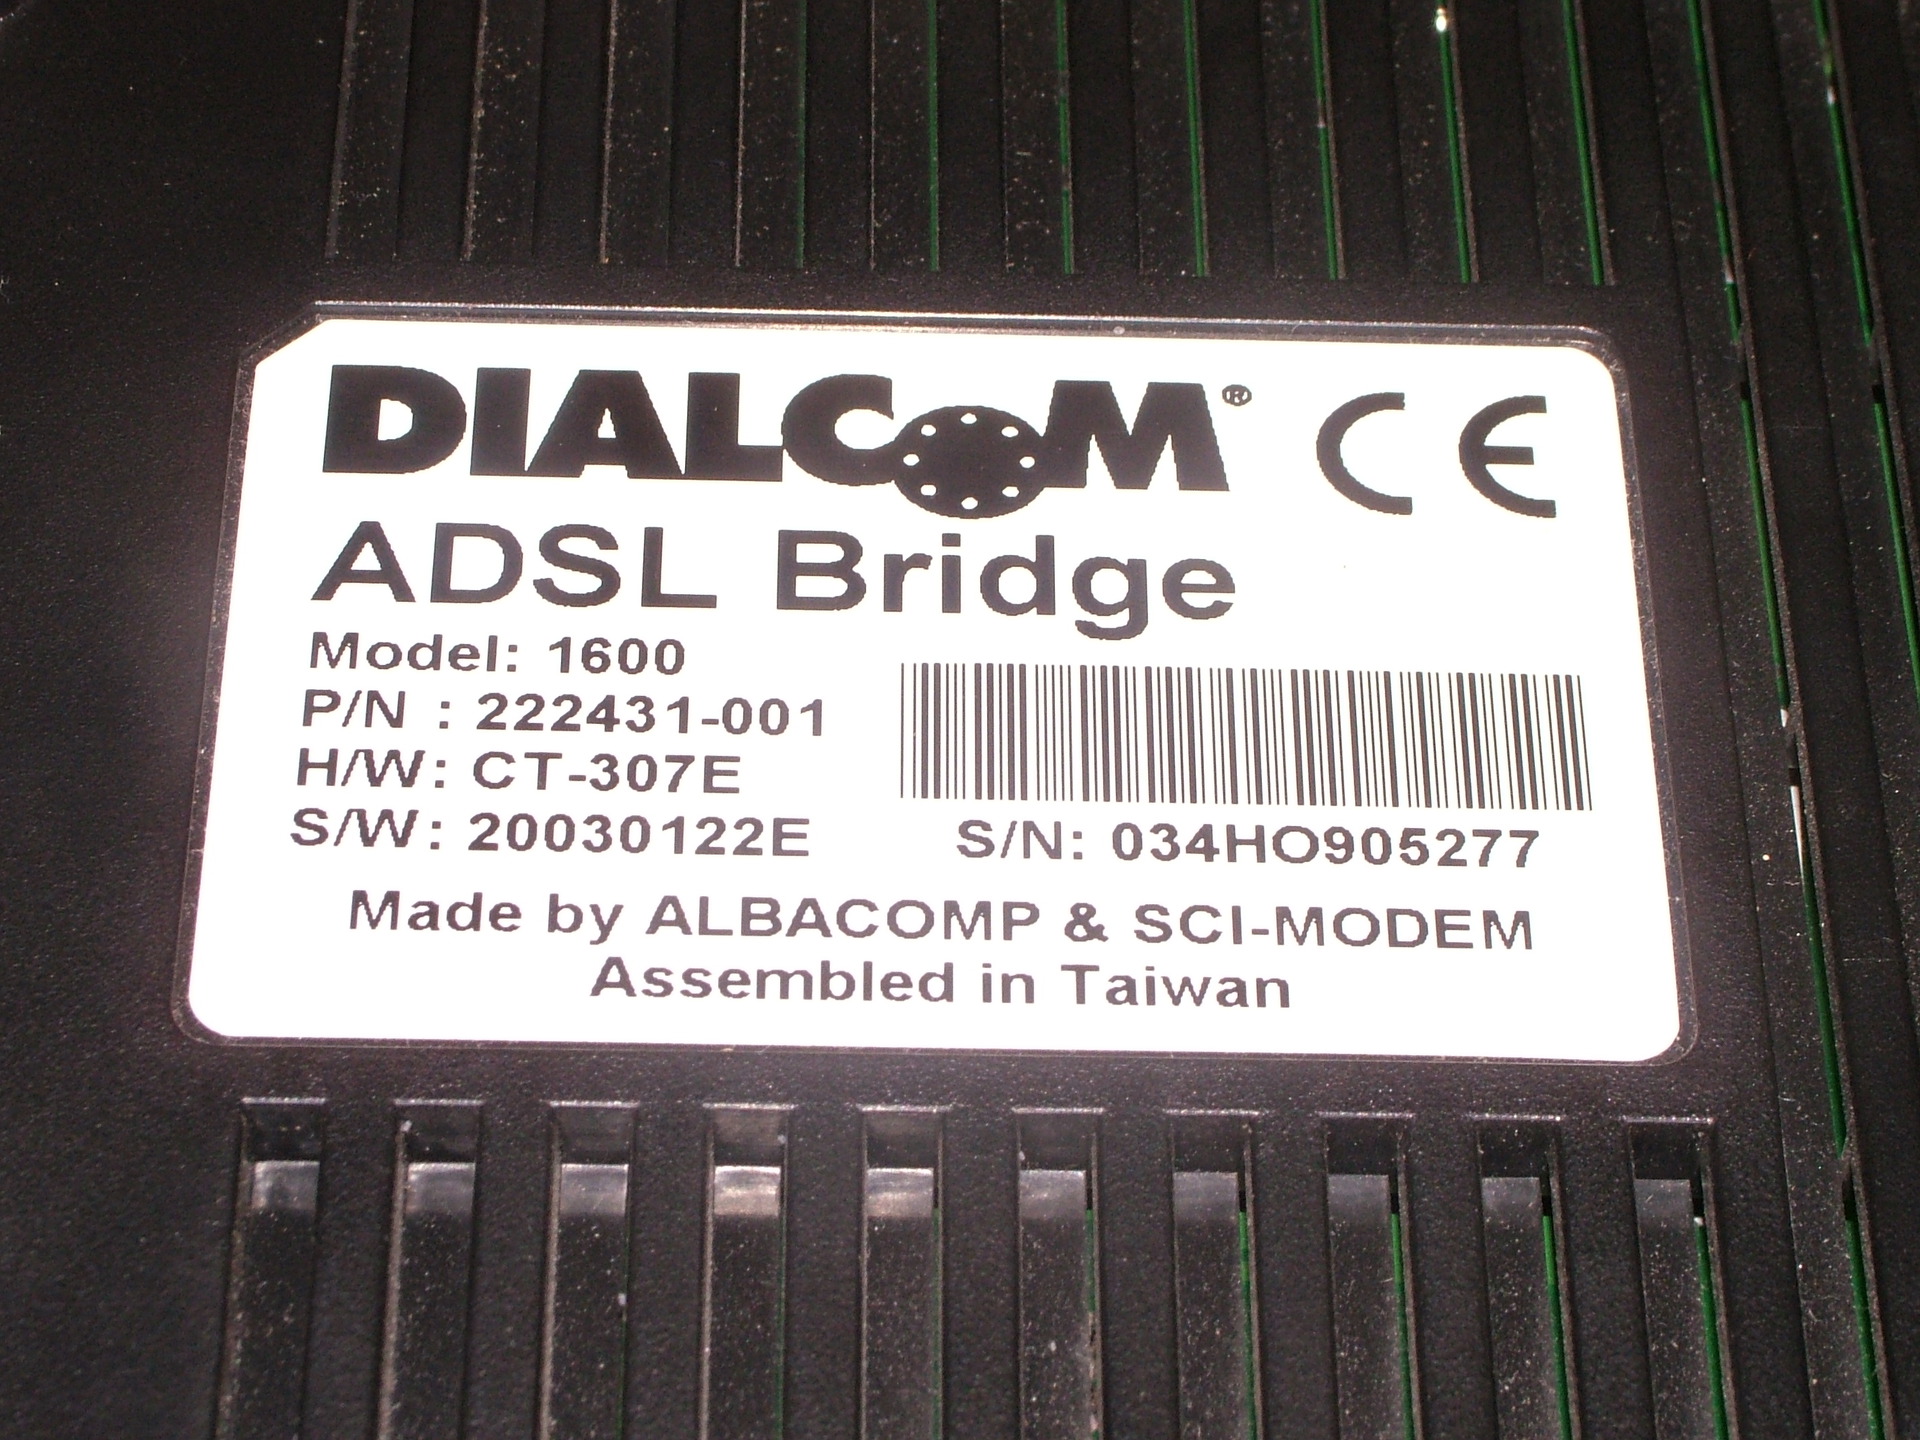 DIALCOM® CE
ADSL Bridge
Model: 1600
P/N : 222431-001
H/W: CT-307E
S/W: 20030122E
S/N: 034HO905277
Made by ALBACOMP & SCI-MODEM
Assembled in Taiwan